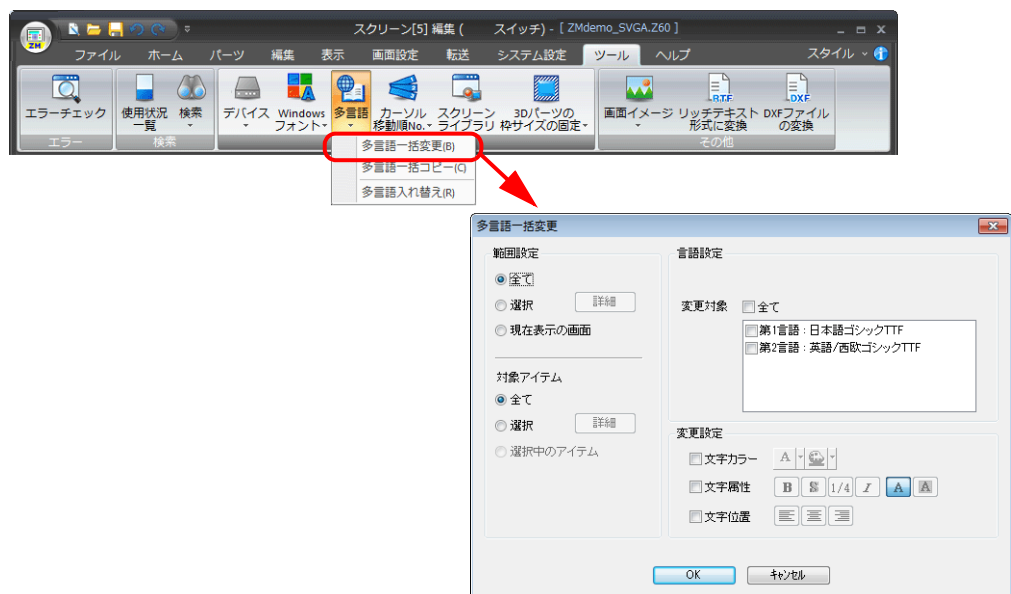 スクリーン[5] 編集 ( スイッチ) - [ ZMdemo_SVGA.Z60 ]
ZM
ファイル ホーム パーツ 編集 表示 画面設定 転送 システム設定 ツール ヘルプ スタイル
エラーチェック 使用状況一覧 検索 デバイス Windowsフォント 多言語 カーソル移動順No. スクリーンライブラリ 3Dパーツの枠サイズの固定 画面イメージ リッチテキスト形式に変換 DXFファイルの変換
RTF DXF
エラー 検索 その他
多言語一括変更(B)
多言語一括コピー(C)
多言語入れ替え(R)
多言語一括変更
範囲設定
全て
選択 詳細
現在表示の画面
対象アイテム
全て
選択 詳細
選択中のアイテム
言語設定
変更対象 全て
第1言語 : 日本語ゴシックTTF
第2言語 : 英語/西欧ゴシックTTF
変更設定
文字カラー A
文字属性 B S 1/4 I A A
文字位置
OK キャンセル